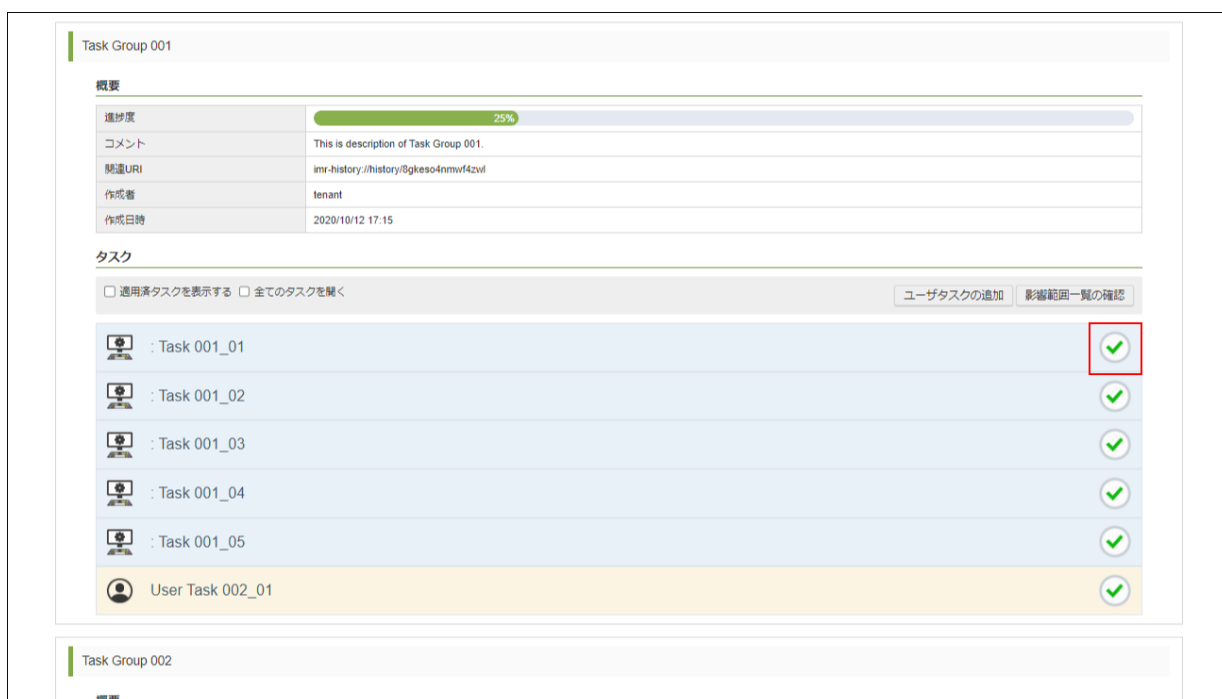 Task Group 001
概要
進捗度 25%
コメント This is description of Task Group 001.
関連URI imr-history://history/8gkeso4nmwf4zwl
作成者 tenant
作成日時 2020/10/12 17:15
タスク
適用済タスクを表示する 全てのタスクを開く ユーザタスクの追加 影響範囲一覧の確認
: Task 001_01
: Task 001_02
: Task 001_03
: Task 001_04
: Task 001_05
User Task 002_01
Task Group 002
概要